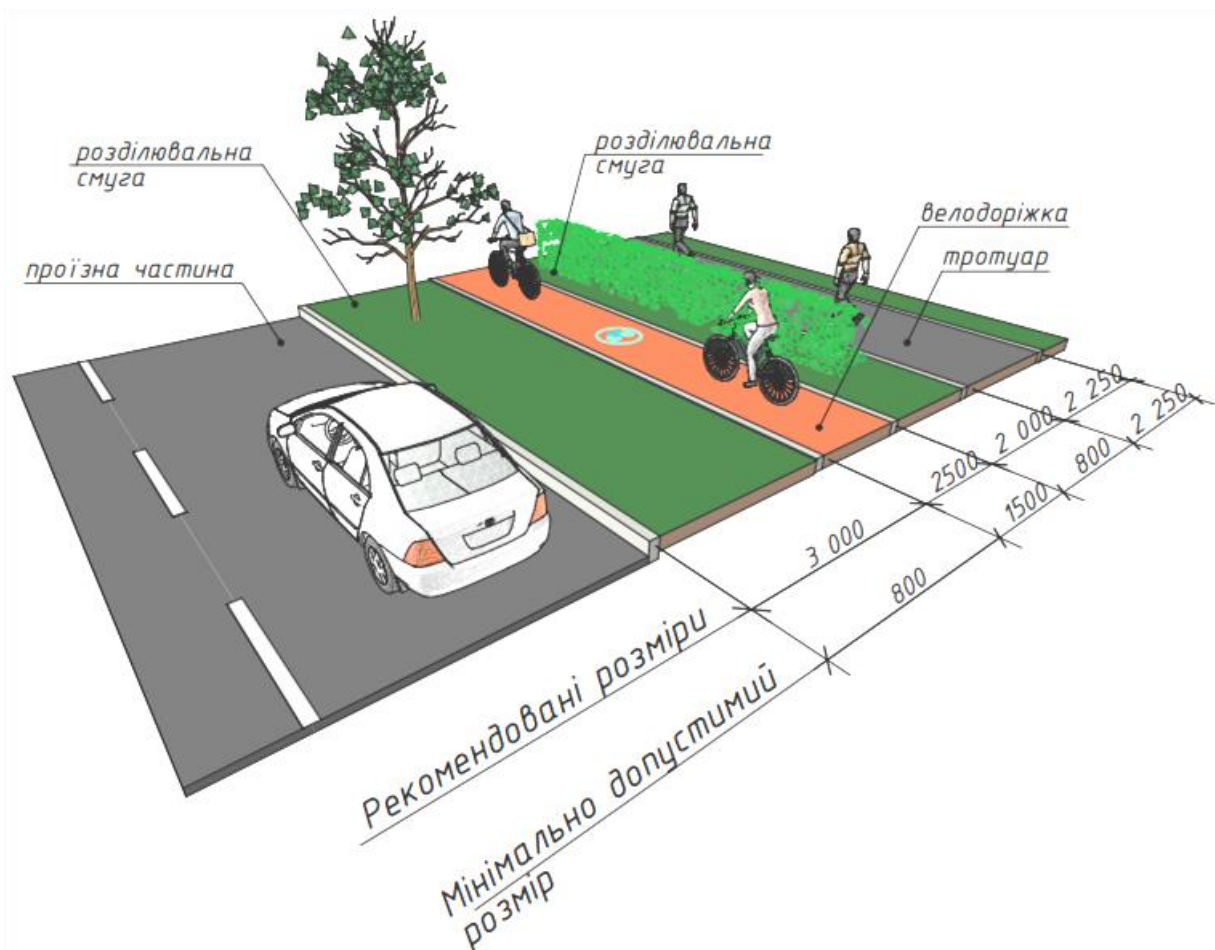 розділювальна
смуга
розділювальна
смуга
велодоріжка
проїзна частина
тротуар
3 000
2500
2 000
2 250
800
1500
800
2 250
Рекомендовані розміри
Мінімально допустимий
розмір